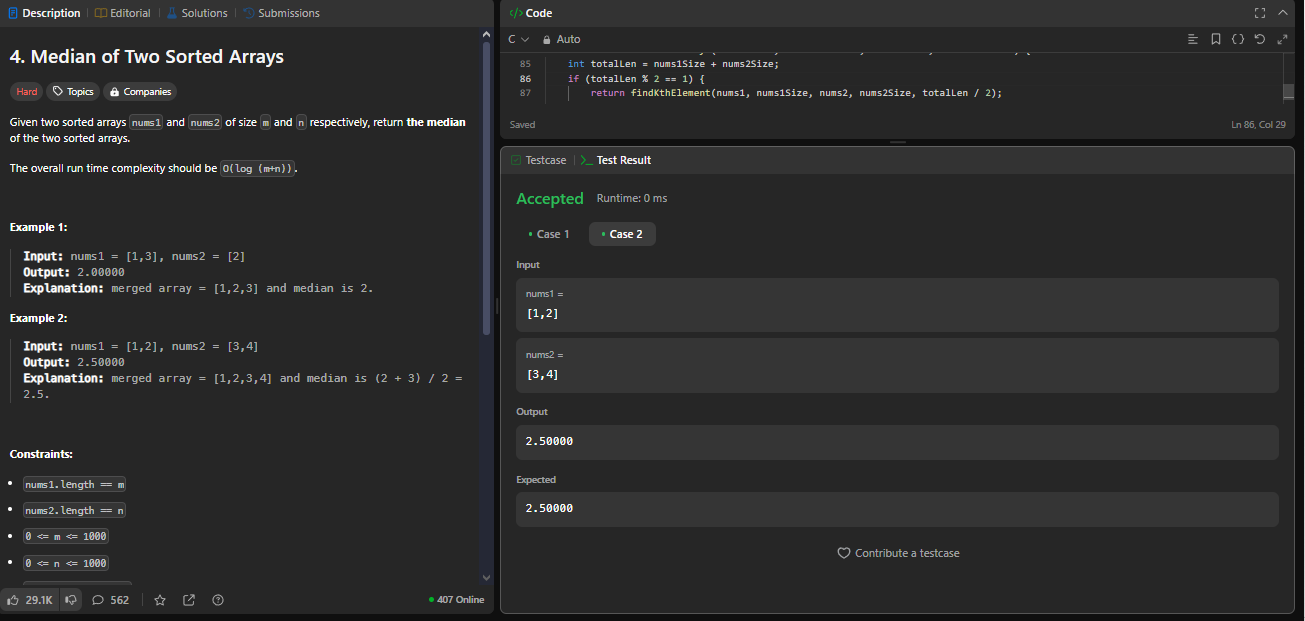 Description | Editorial | Solutions | Submissions
4. Median of Two Sorted Arrays
Hard Topics Companies
Given two sorted arrays nums1 and nums2 of size m and n respectively, return the median
of the two sorted arrays.
The overall run time complexity should be O(log (m+n)).
Example 1:
Input: nums1 = [1,3], nums2 = [2]
Output: 2.00000
Explanation: merged array = [1,2,3] and median is 2.
Example 2:
Input: nums1 = [1,2], nums2 = [3,4]
Output: 2.50000
Explanation: merged array = [1,2,3,4] and median is (2 + 3) / 2 =
2.5.
Constraints:
• nums1.length == m
• nums2.length == n
• 0 <= m <= 1000
• 0 <= n <= 1000
29.1K 562 407 Online
</> Code
C Auto
85 int totalLen = nums1Size + nums2Size;
86 if (totalLen % 2 == 1) {
87 return findKthElement(nums1, nums1Size, nums2, nums2Size, totalLen / 2);
Saved Ln 86, Col 29
Testcase | >_ Test Result
Accepted Runtime: 0 ms
• Case 1 • Case 2
Input
nums1 =
[1,2]
nums2 =
[3,4]
Output
2.50000
Expected
2.50000
Contribute a testcase